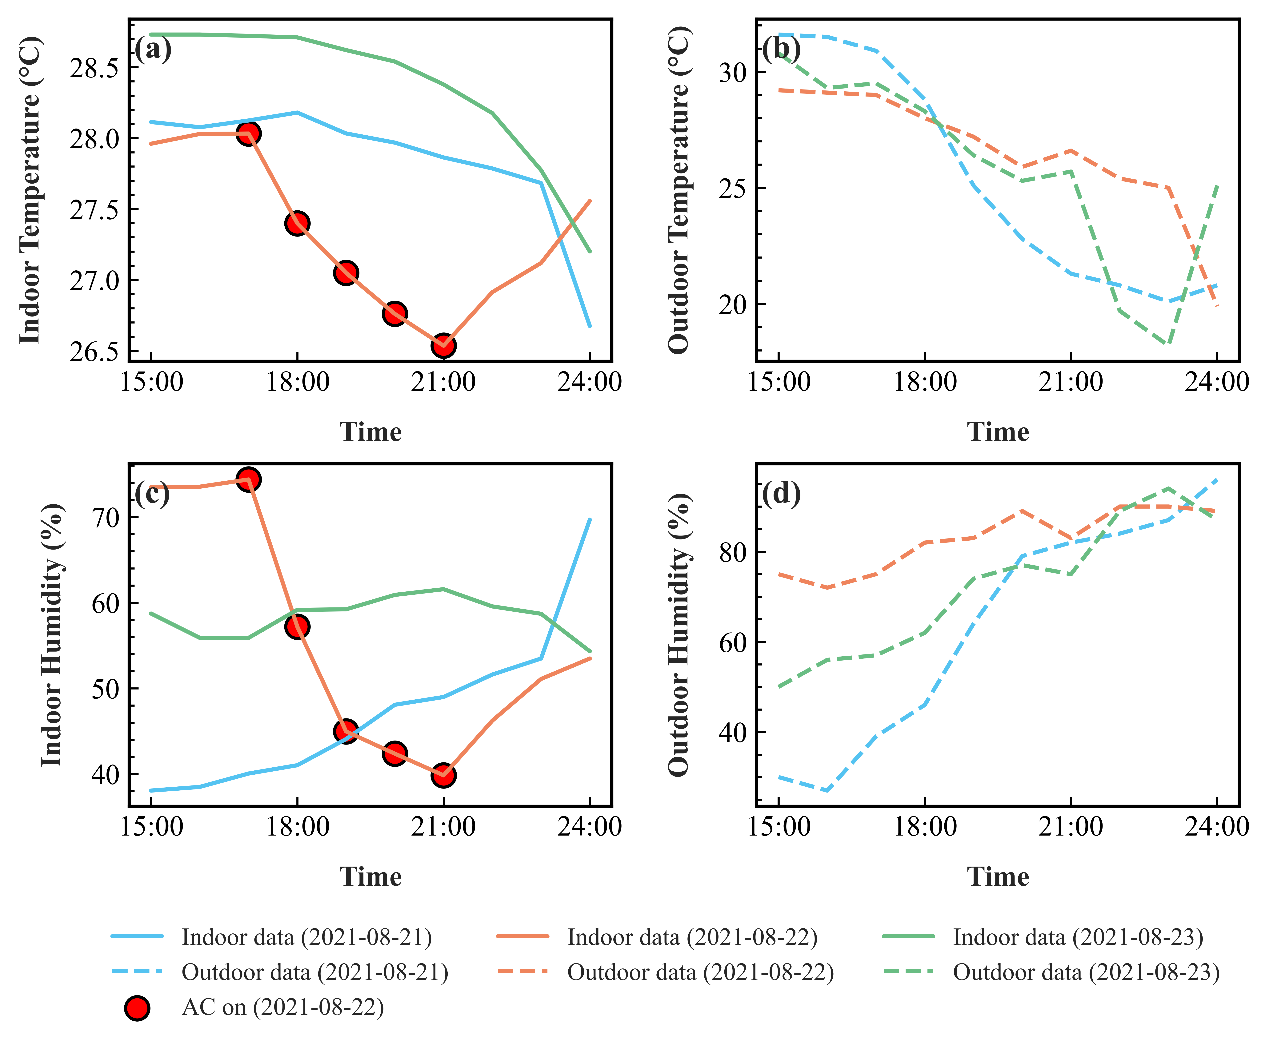 (a)
Indoor Temperature (°C)
28.5
28.0
27.5
27.0
26.5
15:00 18:00 21:00 24:00
Time
(b)
Outdoor Temperature (°C)
30
25
20
15:00 18:00 21:00 24:00
Time
(c)
Indoor Humidity (%)
70
60
50
40
15:00 18:00 21:00 24:00
Time
(d)
Outdoor Humidity (%)
80
60
40
15:00 18:00 21:00 24:00
Time
Indoor data (2021-08-21) Indoor data (2021-08-22) Indoor data (2021-08-23)
Outdoor data (2021-08-21) Outdoor data (2021-08-22) Outdoor data (2021-08-23)
AC on (2021-08-22)